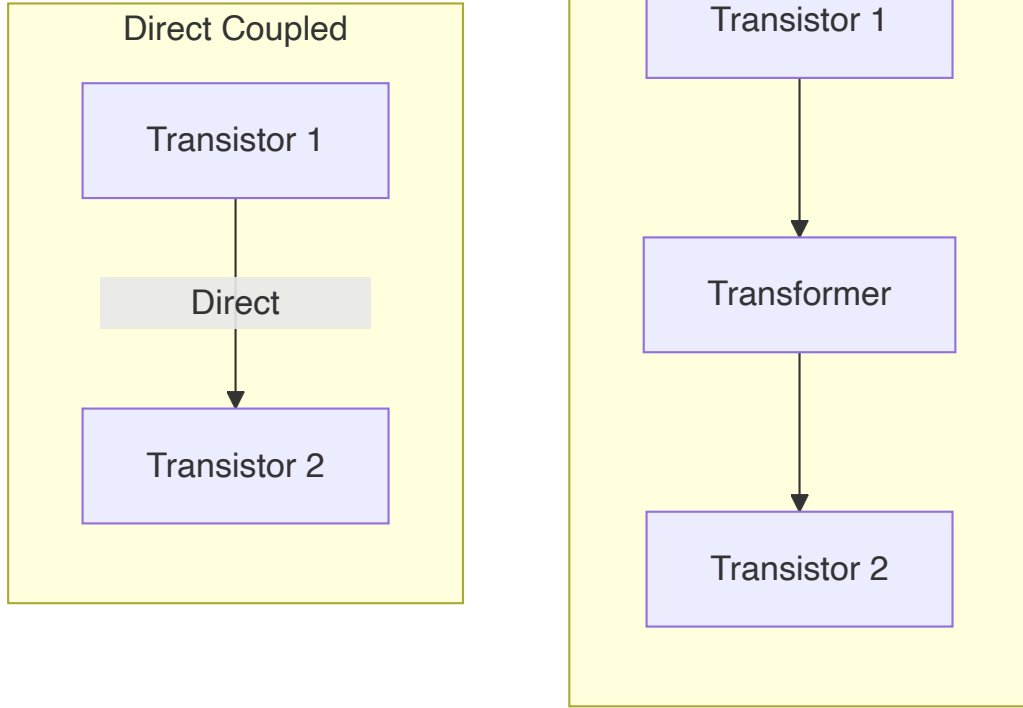 Direct Coupled
Transistor 1
Direct
Transistor 2
Transistor 1
Transformer
Transistor 2